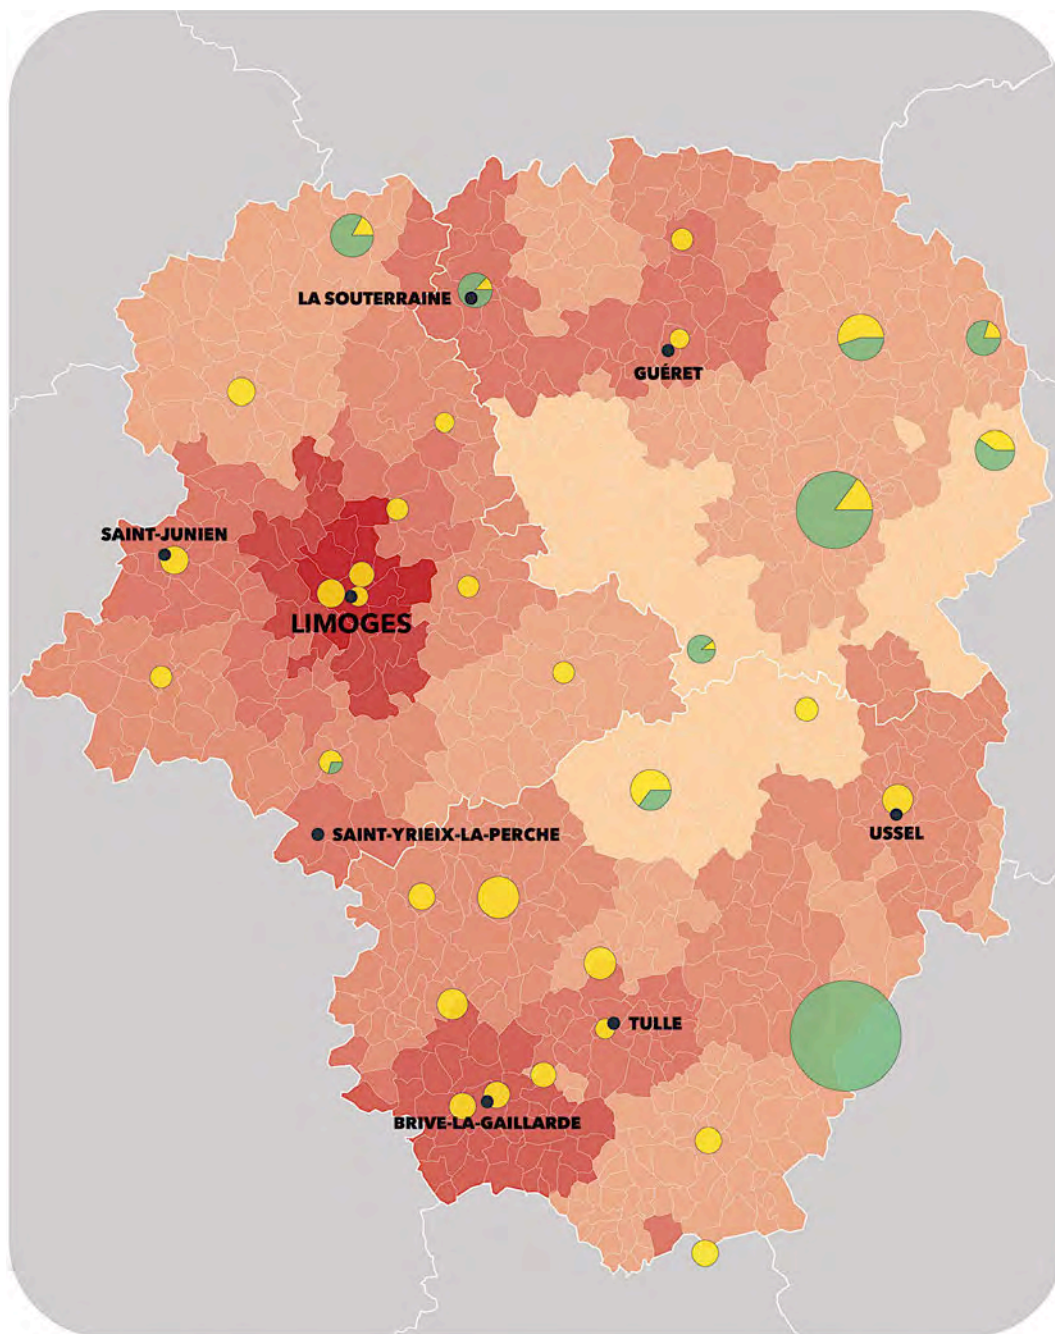 LA SOUTERRAINE
GUÉRET
SAINT-JUNIEN
LIMOGES
SAINT-YRIEIX-LA-PERCHE
USSEL
TULLE
BRIVE-LA-GAILLARDE